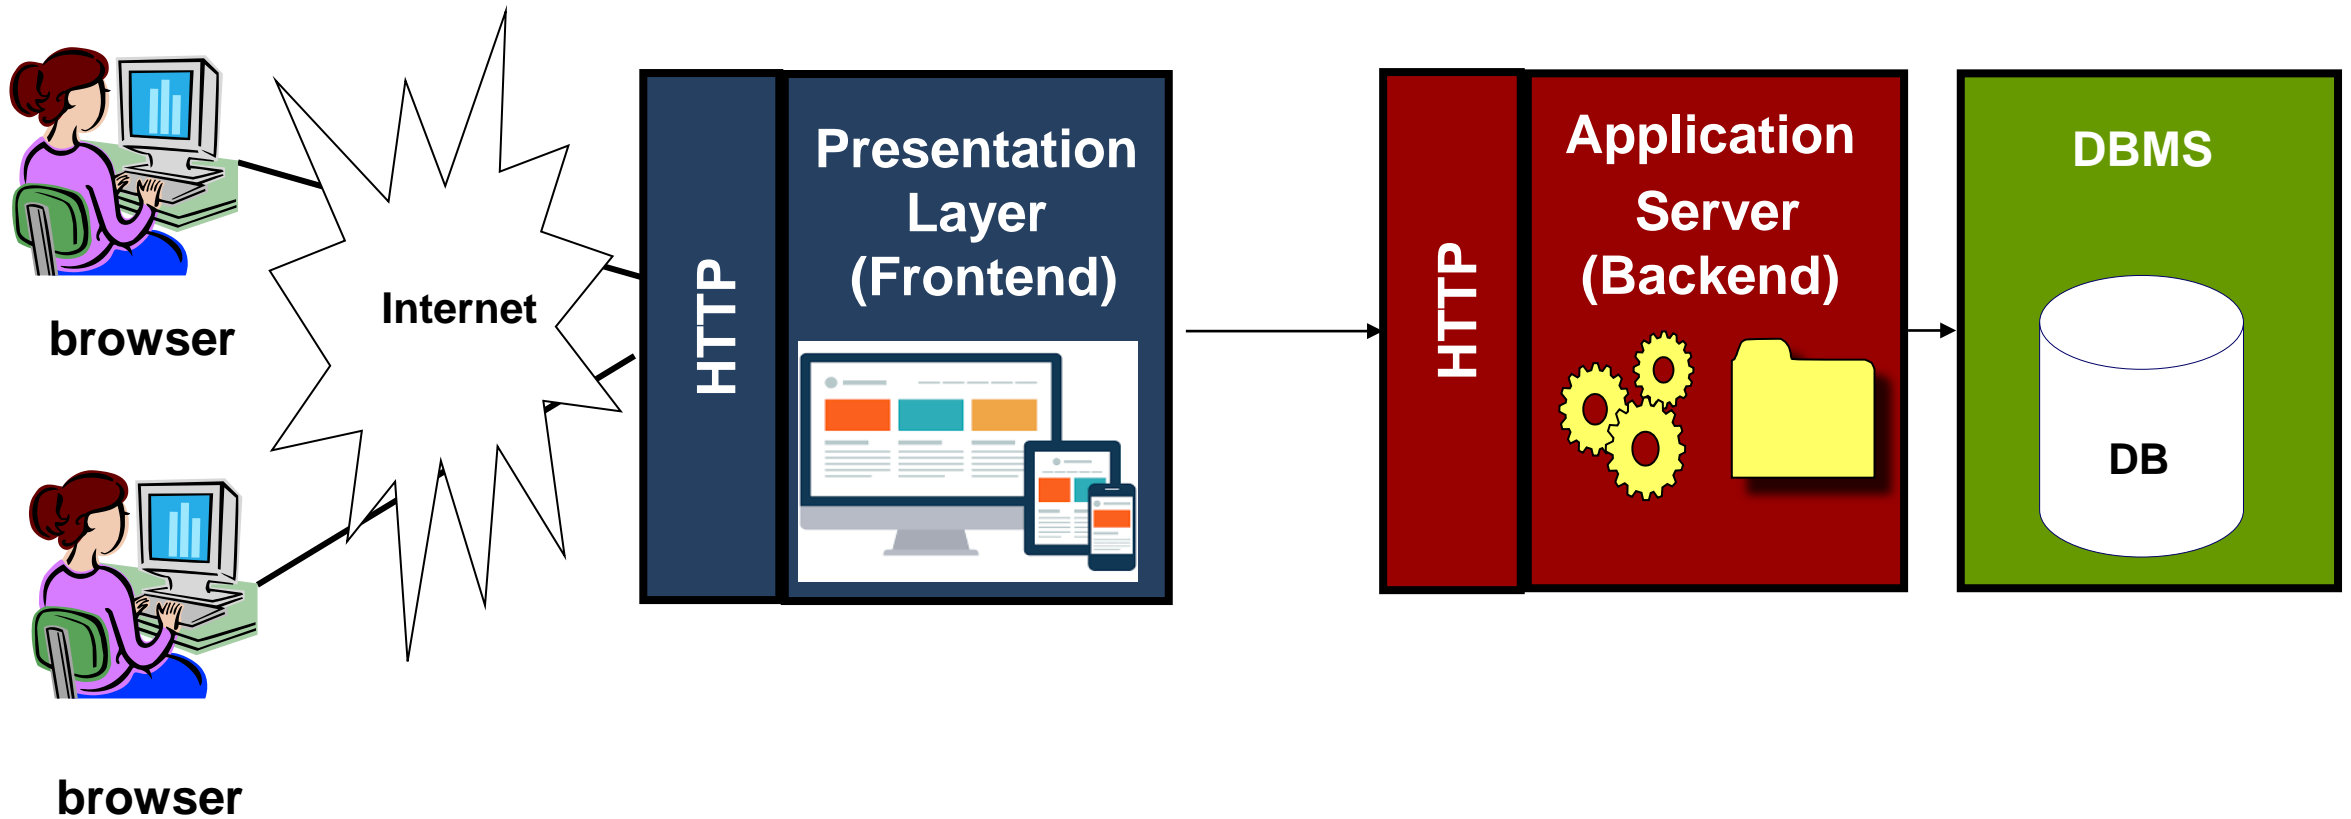 browser
browser
Internet
HTTP
Presentation
Layer
(Frontend)
HTTP
Application
Server
(Backend)
DBMS
DB